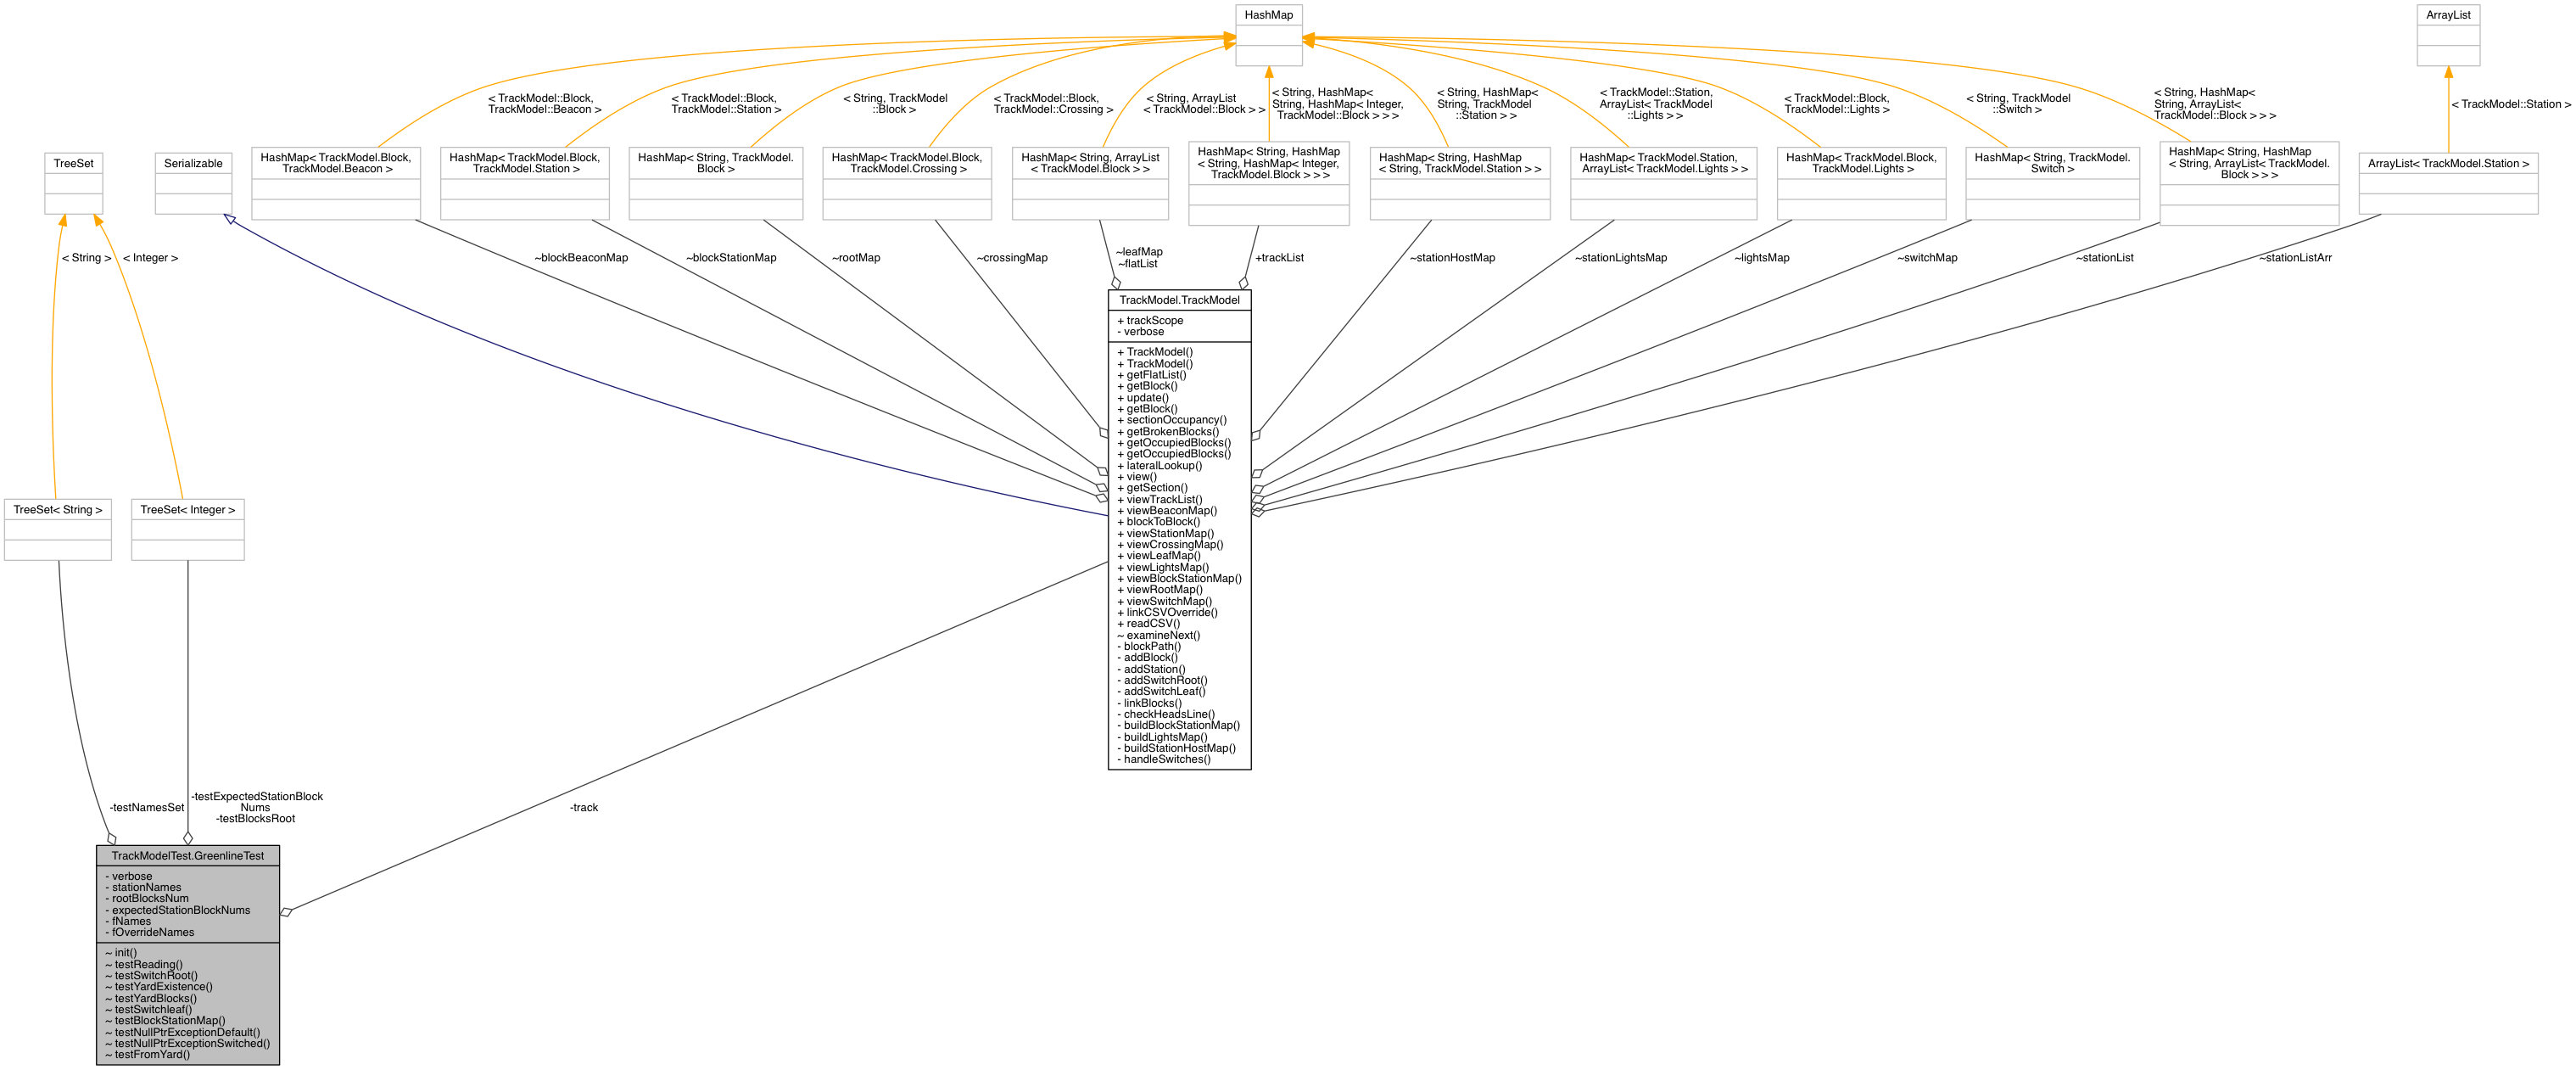 HashMap
ArrayList
< TrackModel::Block,
TrackModel::Beacon >
< TrackModel::Block,
TrackModel::Station >
< String, TrackModel
::Block >
< TrackModel::Block,
TrackModel::Crossing >
< String, ArrayList
< TrackModel::Block > >
< String, HashMap<
String, HashMap< Integer,
TrackModel::Block > > >
< String, HashMap<
String, TrackModel
::Station > >
< TrackModel::Station,
ArrayList< TrackModel
::Lights > >
< TrackModel::Block,
TrackModel::Lights >
< String, TrackModel
::Switch >
< String, HashMap<
String, ArrayList<
TrackModel::Block > > >
< TrackModel::Station >
TreeSet
Serializable
HashMap< TrackModel.Block,
TrackModel.Beacon >
HashMap< TrackModel.Block,
TrackModel.Station >
HashMap< String, TrackModel.
Block >
HashMap< TrackModel.Block,
TrackModel.Crossing >
HashMap< String, ArrayList
< TrackModel.Block > >
HashMap< String, HashMap
< String, HashMap< Integer,
TrackModel.Block > > >
HashMap< String, HashMap
< String, TrackModel.Station > >
HashMap< TrackModel.Station,
ArrayList< TrackModel.Lights > >
HashMap< TrackModel.Block,
TrackModel.Lights >
HashMap< String, TrackModel.
Switch >
HashMap< String, HashMap
< String, ArrayList< TrackModel.
Block > > >
ArrayList< TrackModel.Station >
< String >
< Integer >
~blockBeaconMap
~blockStationMap
~rootMap
~crossingMap
~leafMap
~flatList
+trackList
~stationHostMap
~stationLightsMap
~lightsMap
~switchMap
~stationList
~stationListArr
TrackModel.TrackModel
+ trackScope
- verbose
+ TrackModel()
+ TrackModel()
+ getFlatList()
+ getBlock()
+ update()
+ getBlock()
+ sectionOccupancy()
+ getBrokenBlocks()
+ getOccupiedBlocks()
+ getOccupiedBlocks()
+ lateralLookup()
+ view()
+ getSection()
+ viewTrackList()
+ viewBeaconMap()
+ blockToBlock()
+ viewStationMap()
+ viewCrossingMap()
+ viewLeafMap()
+ viewLightsMap()
+ viewBlockStationMap()
+ viewRootMap()
+ viewSwitchMap()
+ linkCSVOverride()
+ readCSV()
~ examineNext()
- blockPath()
- addBlock()
- addStation()
- addSwitchRoot()
- addSwitchLeaf()
- linkBlocks()
- checkHeadsLine()
- buildBlockStationMap()
- buildLightsMap()
- buildStationHostMap()
- handleSwitches()
TreeSet< String >
TreeSet< Integer >
-testNamesSet
-testExpectedStationBlock
Nums
-testBlocksRoot
-track
TrackModelTest.GreenlineTest
- verbose
- stationNames
- rootBlocksNum
- expectedStationBlockNums
- fNames
- fOverrideNames
~ init()
~ testReading()
~ testSwitchRoot()
~ testYardExistence()
~ testYardBlocks()
~ testSwitchleaf()
~ testBlockStationMap()
~ testNullPtrExceptionDefault()
~ testNullPtrExceptionSwitched()
~ testFromYard()